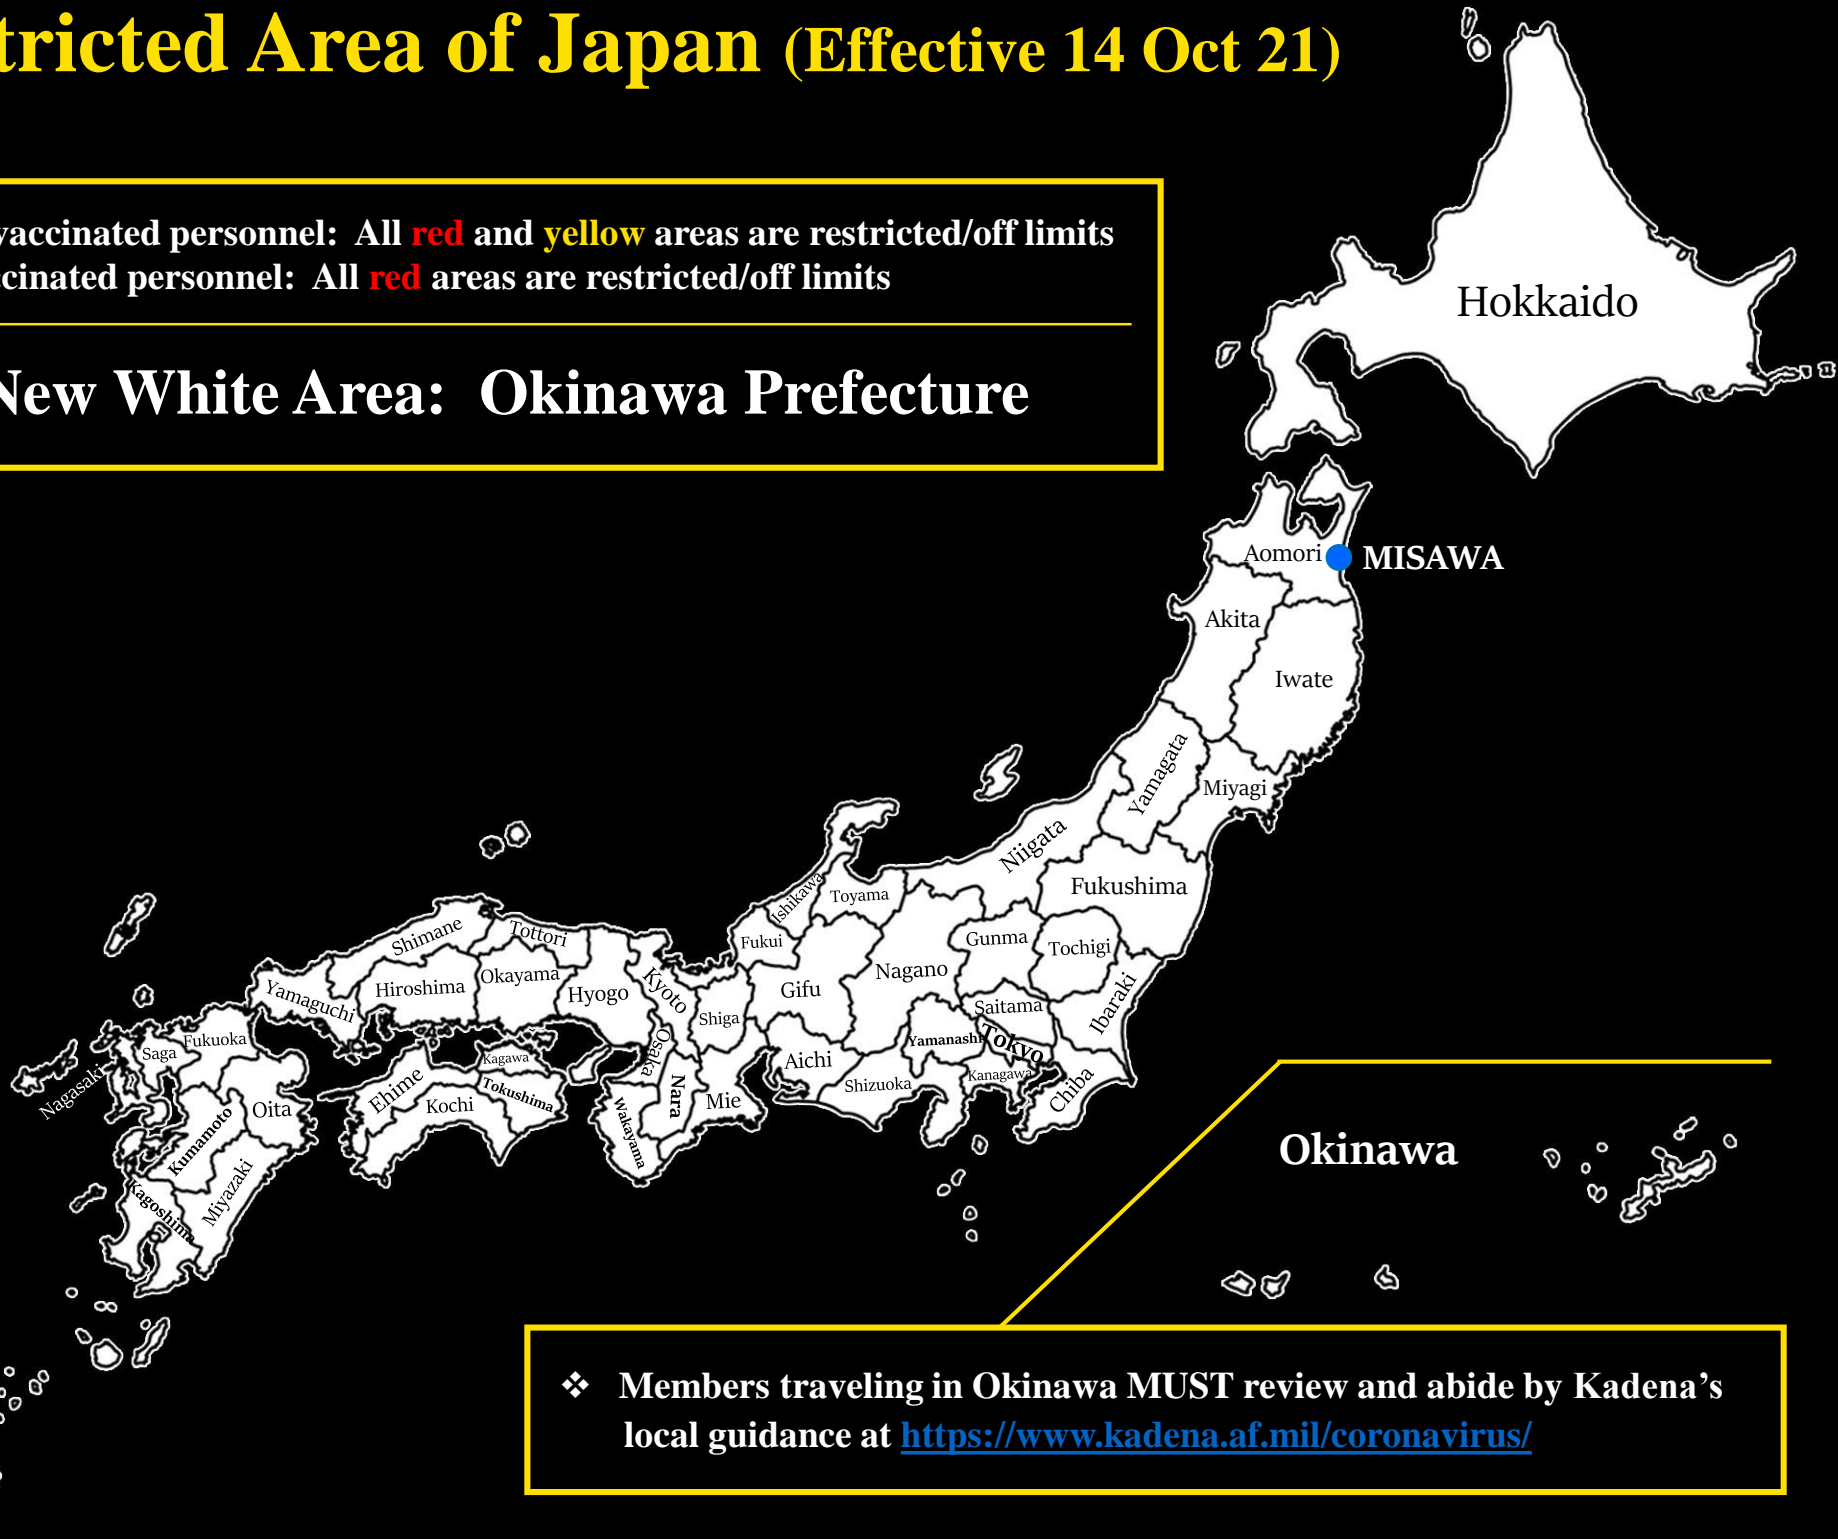 tricted Area of Japan (Effective 14 Oct 21)
vaccinated personnel: All red and yellow areas are restricted/off limits
ccinated personnel: All red areas are restricted/off limits
New White Area: Okinawa Prefecture
Hokkaido
Aomori
MISAWA
Akita
Iwate
Yamagata
Miyagi
Niigata
Fukushima
Ishikawa
Toyama
Fukui
Gunma
Tochigi
Nagano
Ibaraki
Saitama
Gifu
Shimane
Tottori
Okayama
Hiroshima
Yamaguchi
Hyogo
Kyoto
Shiga
Osaka
Aichi
Yamanashi
Tokyo
Kanagawa
Chiba
Shizuoka
Mie
Nara
Wakayama
Kagawa
Tokushima
Ehime
Kochi
Fukuoka
Saga
Nagasaki
Oita
Kumamoto
Miyazaki
Kagoshima
Okinawa
❖ Members traveling in Okinawa MUST review and abide by Kadena’s
local guidance at https://www.kadena.af.mil/coronavirus/